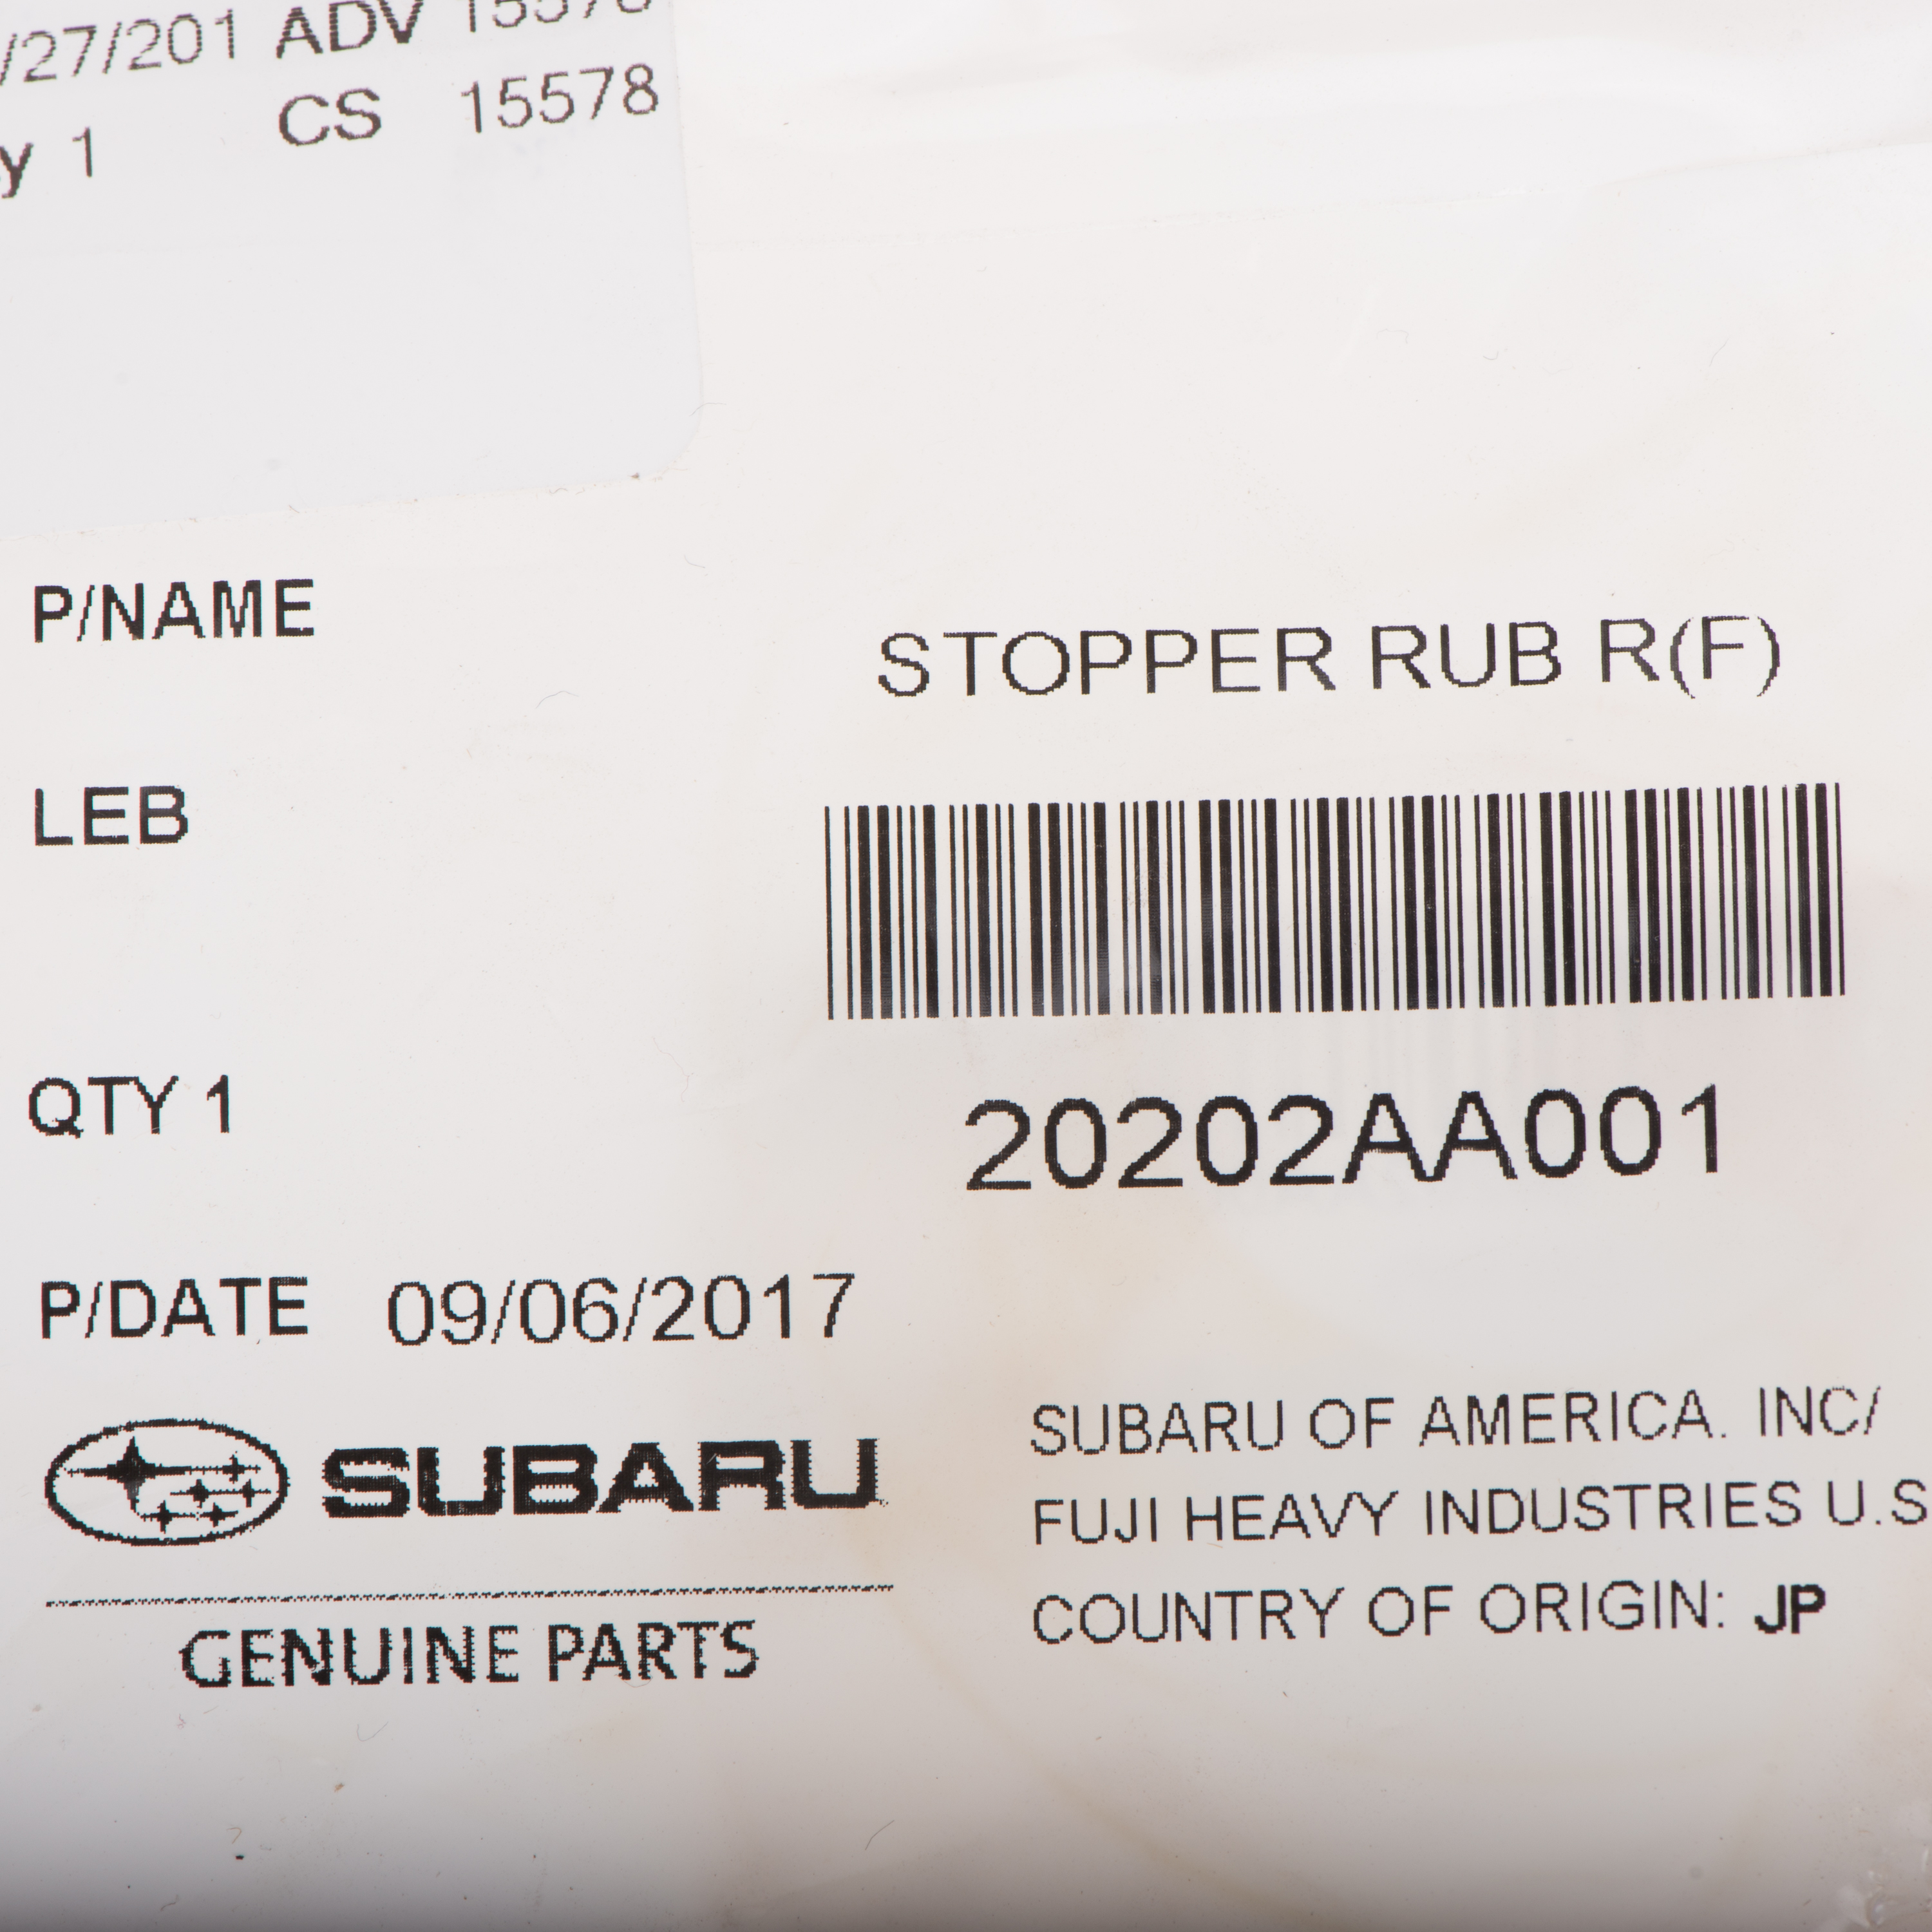 /27/201 ADV 15578
y 1 CS 15578
P/NAME STOPPER RUB R(F)
LEB
QTY 1 20202AA001
P/DATE 09/06/2017
SUBARU
GENUINE PARTS
SUBARU OF AMERICA. INC/
FUJI HEAVY INDUSTRIES U.S
COUNTRY OF ORIGIN: JP